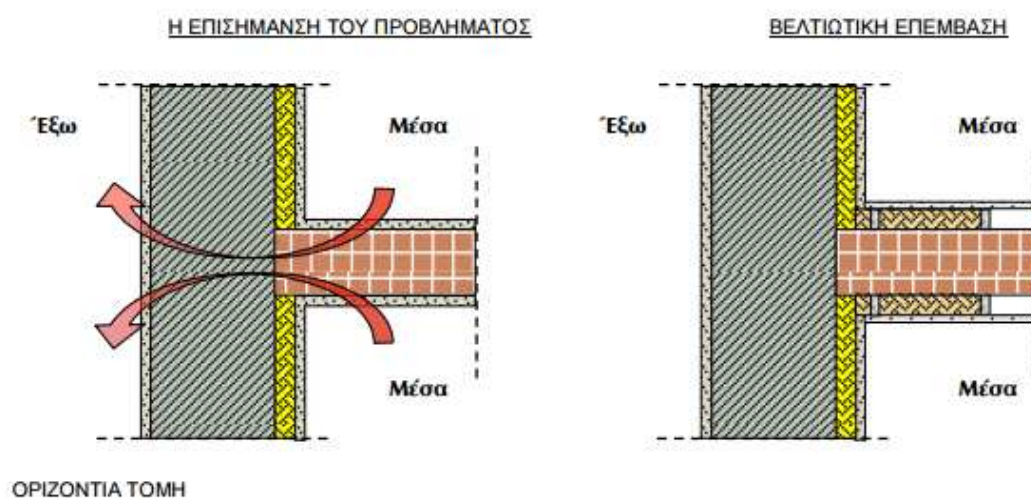 Η ΕΠΙΣΗΜΑΝΣΗ ΤΟΥ ΠΡΟΒΛΗΜΑΤΟΣ
ΒΕΛΤΙΩΤΙΚΗ ΕΠΕΜΒΑΣΗ
Έξω
Μέσα
Έξω
Μέσα
Μέσα
Μέσα
ΟΡΙΖΟΝΤΙΑ ΤΟΜΗ